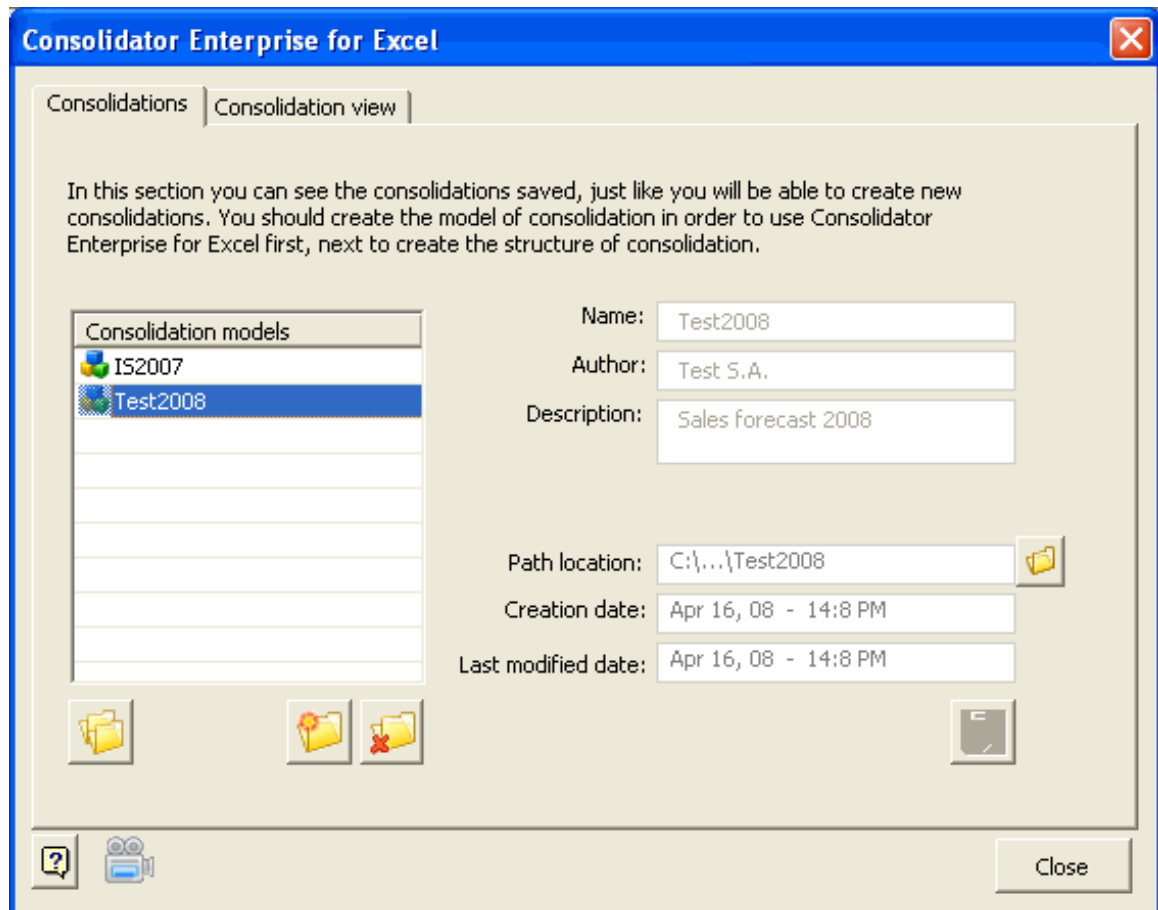 Consolidator Enterprise for Excel
Consolidations
Consolidation view
In this section you can see the consolidations saved, just like you will be able to create new
consolidations. You should create the model of consolidation in order to use Consolidator
Enterprise for Excel first, next to create the structure of consolidation.
Consolidation models
IS2007
Test2008
Name: Test2008
Author: Test S.A.
Description: Sales forecast 2008
Path location: C:\...\Test2008
Creation date: Apr 16, 08 - 14:8 PM
Last modified date: Apr 16, 08 - 14:8 PM
Close